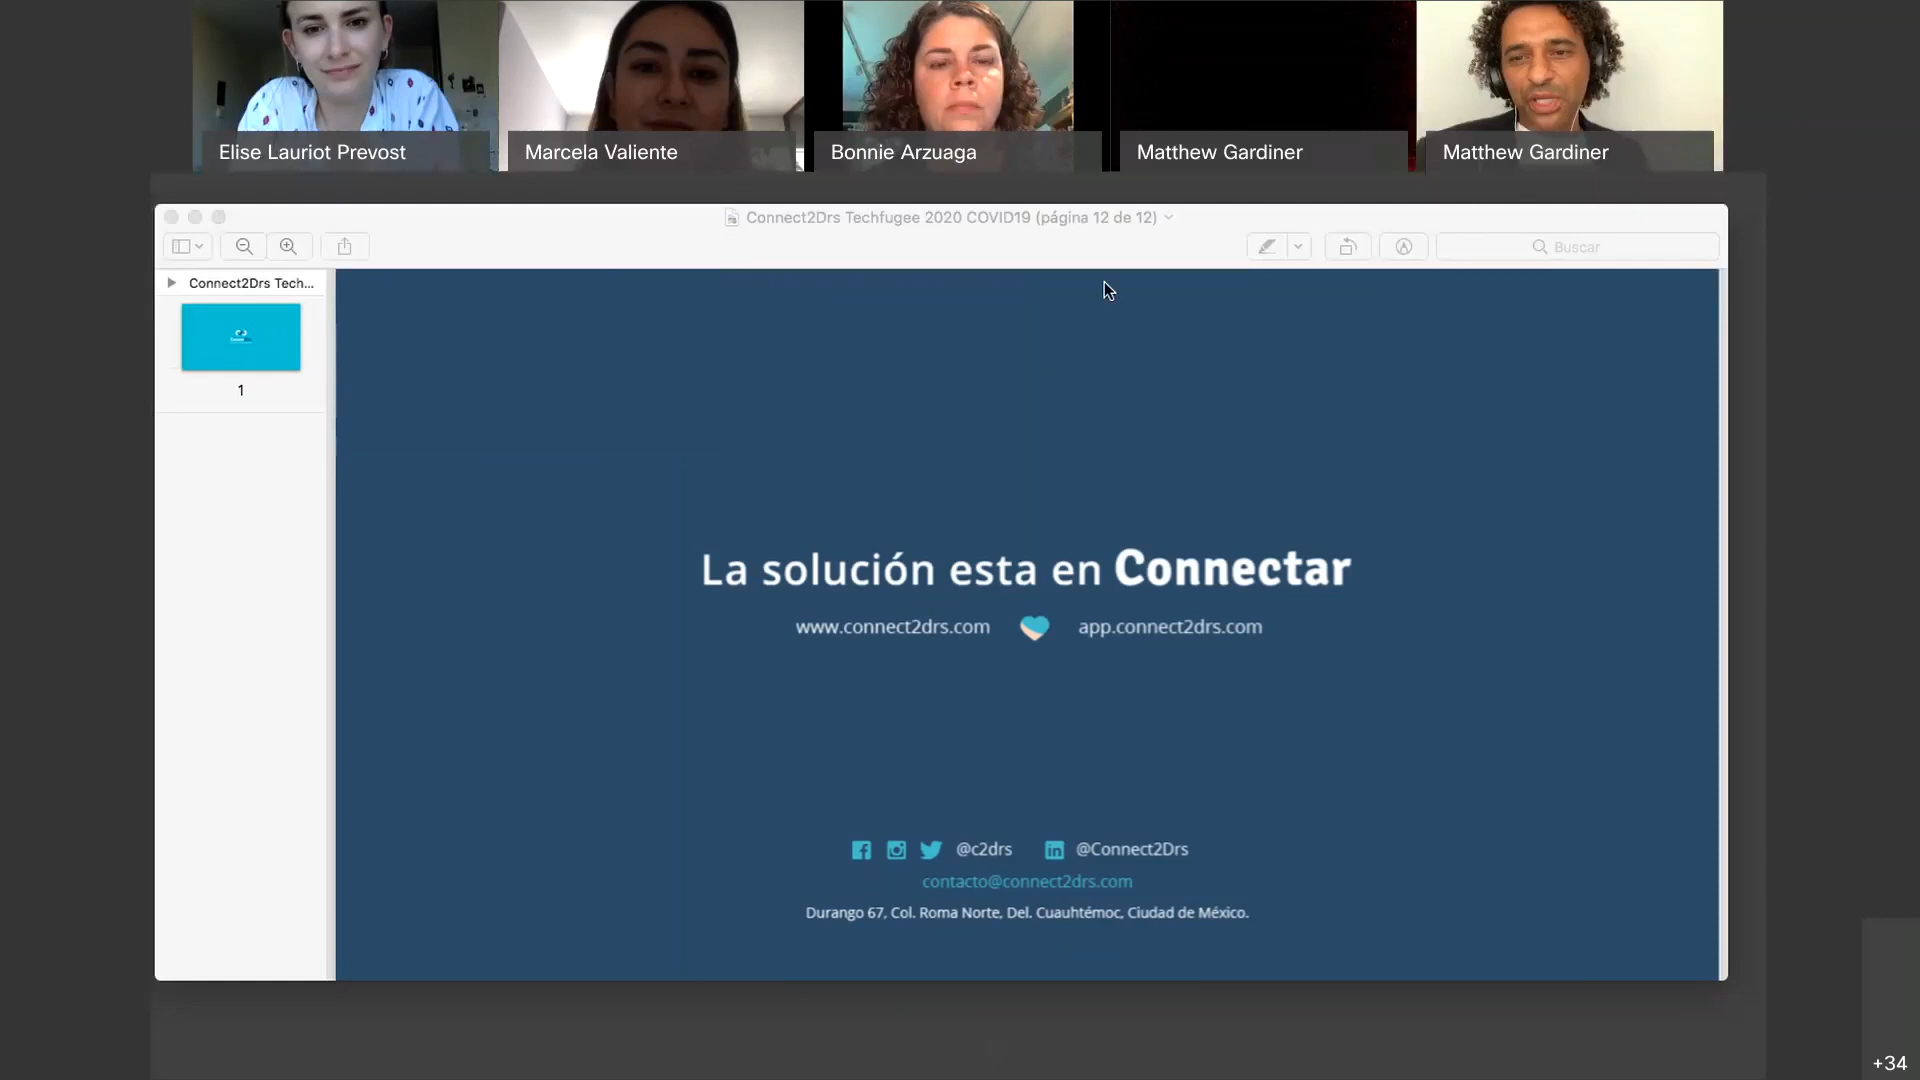 Elise Lauriot Prevost
Marcela Valiente
Bonnie Arzuaga
Matthew Gardiner
Matthew Gardiner
Connect2Drs Techfugee 2020 COVID19 (página 12 de 12)
Buscar
Connect2Drs Tech...
1
La solución esta en Connectar
www.connect2drs.com app.connect2drs.com
@c2drs @Connect2Drs
contacto@connect2drs.com
Durango 67, Col. Roma Norte, Del. Cuauhtémoc, Ciudad de México.
+34